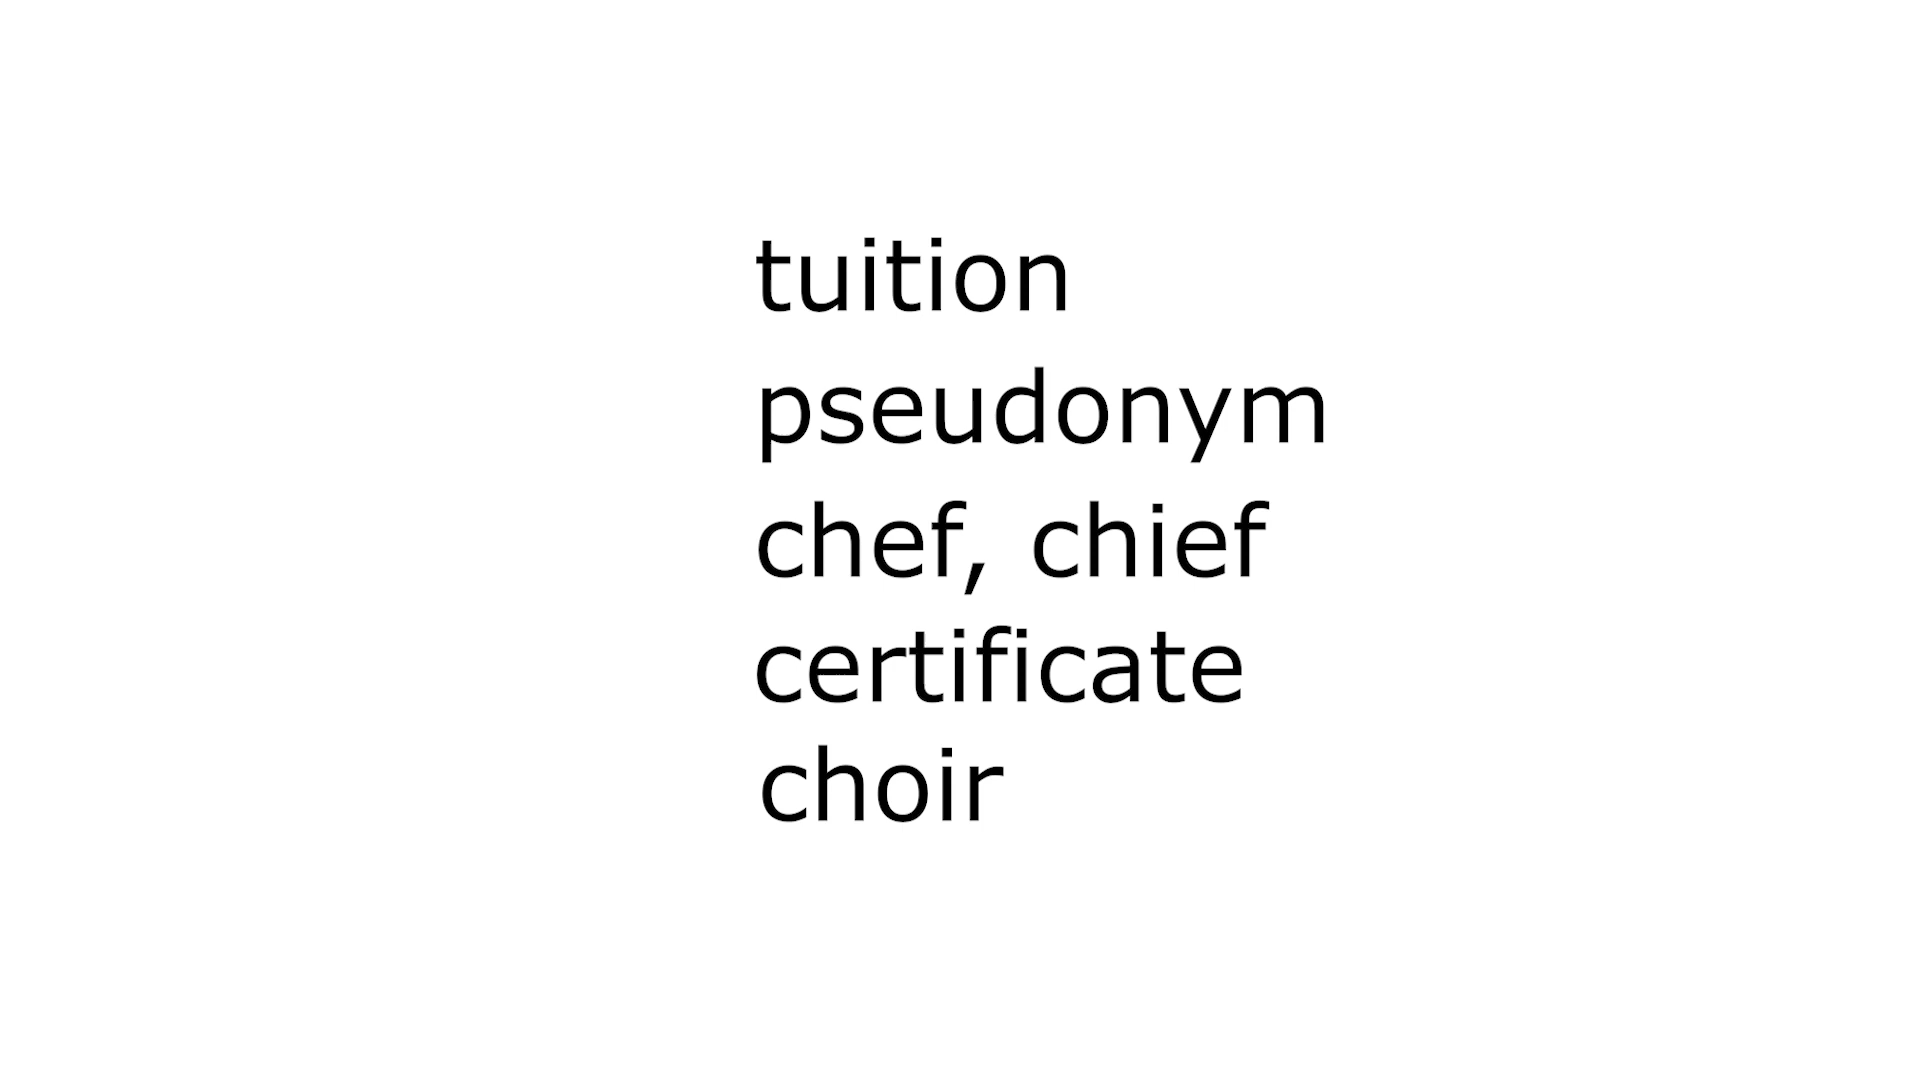 tuition
pseudonym
chef, chief
certificate
choir